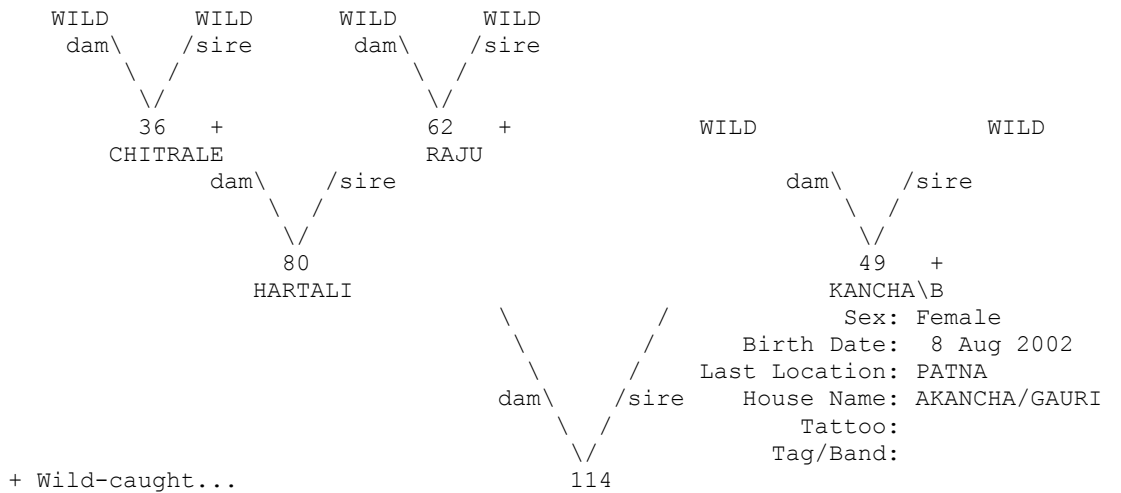 WILD WILD WILD WILD
dam\ /sire dam\ /sire
\ / \ /
\/ \/
36 + 62 + WILD WILD
CHITRALE RAJU
dam\ /sire dam\ /sire
\ / \ /
\/ \/
80 49 +
HARTALI KANCHA\B
\ / Sex: Female
\ / Birth Date: 8 Aug 2002
\ / Last Location: PATNA
dam\ /sire House Name: AKANCHA/GAURI
\ / Tattoo:
\/ Tag/Band:
+ Wild-caught... 114